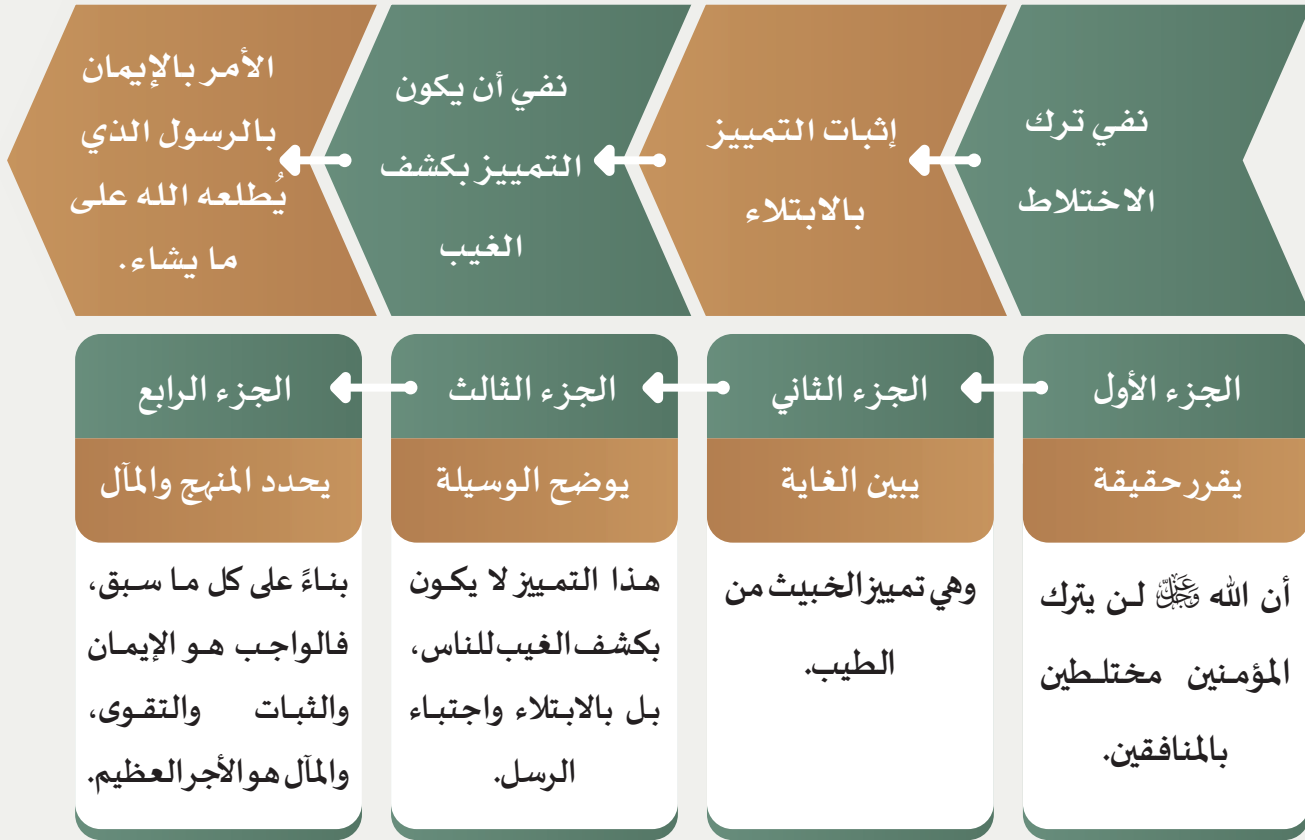 نفي ترك
الاختلاط
إثبات التمييز
بالابتلاء
نفي أن يكون
التمييز بكشف
الغيب
الأمر بالإيمان
بالرسول الذي
يُطلعه الله على
ما يشاء.
الجزء الأول
يقرر حقيقة
أن الله ﷿ لن يترك
المؤمنين مختلطين
بالمنافقين.
الجزء الثاني
يبين الغاية
وهي تمييز الخبيث من
الطيب.
الجزء الثالث
يوضح الوسيلة
هذا التمييز لا يكون
بكشف الغيب للناس،
بل بالابتلاء واجتباء
الرسل.
الجزء الرابع
يحدد المنهج والمآل
بناءً على كل ما سبق،
فالواجب هو الإيمان
والثبات والتقوى،
والمآل هو الأجر العظيم.